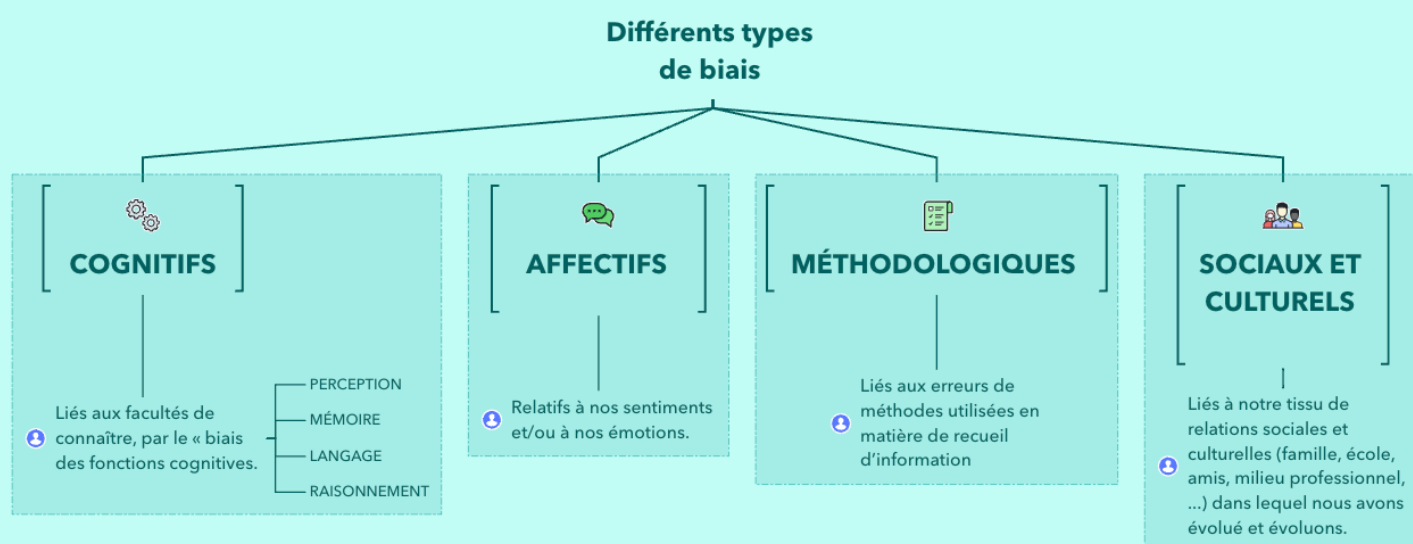 Différents types
de biais
COGNITIFS
Liés aux facultés de
connaître, par le « biais
des fonctions cognitives.
PERCEPTION
MÉMOIRE
LANGAGE
RAISONNEMENT
AFFECTIFS
Relatifs à nos sentiments
et/ou à nos émotions.
MÉTHODOLOGIQUES
Liés aux erreurs de
méthodes utilisées en
matière de recueil
d’information
SOCIAUX ET
CULTURELS
Liés à notre tissu de
relations sociales et
culturelles (famille, école,
amis, milieu professionnel,
...) dans lequel nous avons
évolué et évoluons.